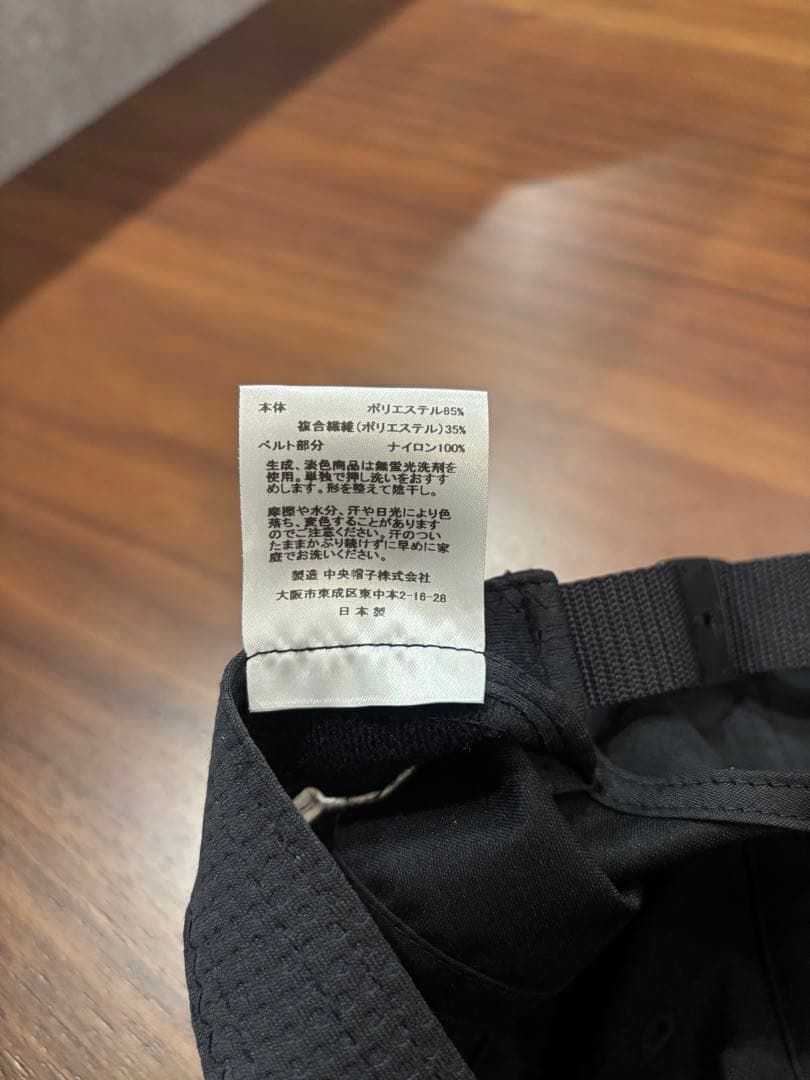 本体 ポリエステル65%
複合繊維(ポリエステル)35%
ベルト部分 ナイロン100%
生成、淡色商品は無蛍光洗剤を
使用。単独で押し洗いをおすす
めします。形を整えて陰干し。
摩擦や水分、汗や日光により色
落ち、変色することがあります
のでご注意ください。汗のつい
たままかぶり続けずに早めに家
庭でお洗いください。
製造 中央帽子株式会社
大阪市東成区東中本2-16-28
日本製